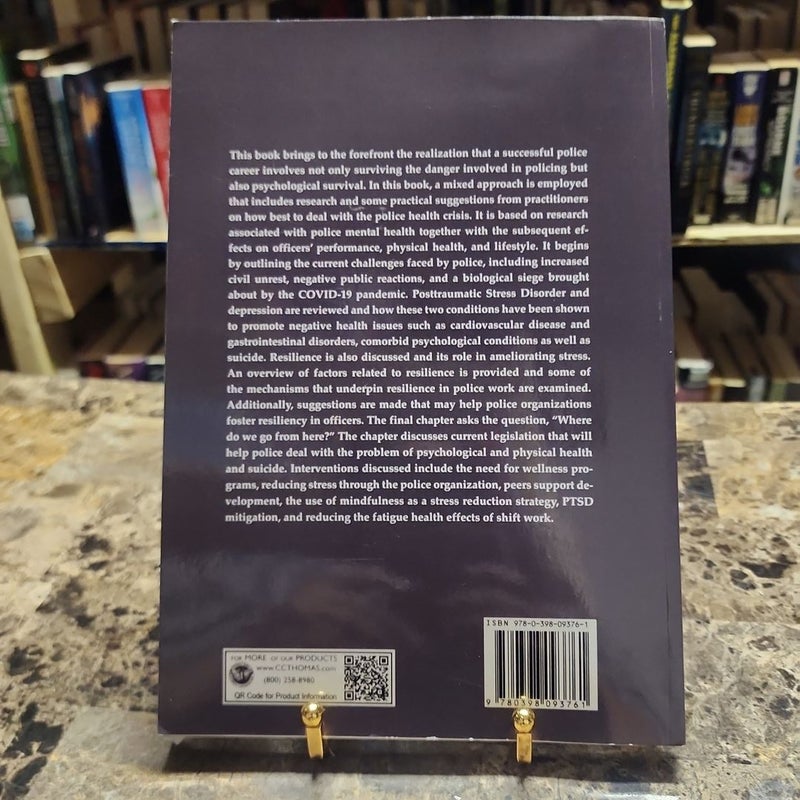 This book brings to the forefront the realization that a successful police
career involves not only surviving the danger involved in policing but
also psychological survival. In this book, a mixed approach is employed
that includes research and some practical suggestions from practitioners
on how best to deal with the police health crisis. It is based on research
associated with police mental health together with the subsequent ef-
fects on officers' performance, physical health, and lifestyle. It begins
by outlining the current challenges faced by police, including increased
civil unrest, negative public reactions, and a biological siege brought
about by the COVID-19 pandemic. Posttraumatic Stress Disorder and
depression are reviewed and how these two conditions have been shown
to promote negative health issues such as cardiovascular disease and
gastrointestinal disorders, comorbid psychological conditions as well as
suicide. Resilience is also discussed and its role in ameliorating stress.
An overview of factors related to resilience is provided and some of
the mechanisms that underpin resilience in police work are examined.
Additionally, suggestions are made that may help police organizations
foster resiliency in officers. The final chapter asks the question, "Where
do we go from here?" The chapter discusses current legislation that will
help police deal with the problem of psychological and physical health
and suicide. Interventions discussed include the need for wellness pro-
grams, reducing stress through the police organization, peers support de-
velopment, the use of mindfulness as a stress reduction strategy, PTSD
mitigation, and reducing the fatigue health effects of shift work.
FOR MORE OF OUR PRODUCTS
www.CCTHOMAS.com
(800) 258-8980
QR Code for Product Information
ISBN 978-0-398-09376-1
9 780398 093761